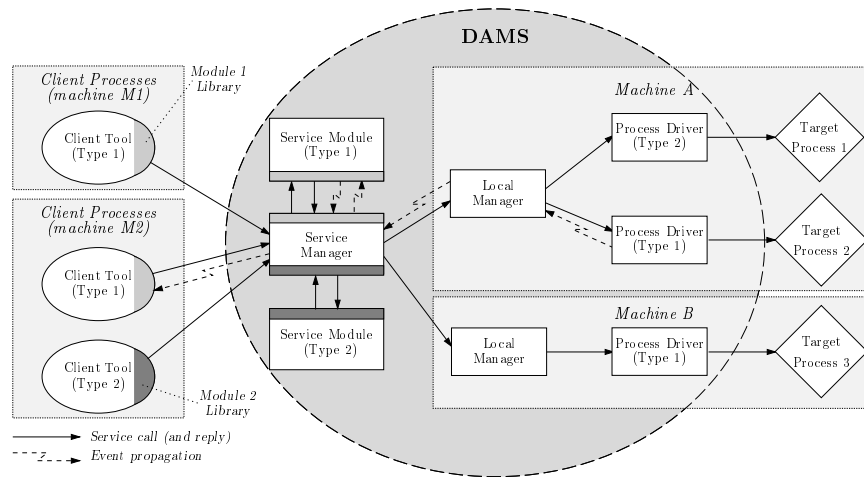 DAMS
Client Processes
(machine M1)
Module 1
Library
Client Tool
(Type 1)
Client Processes
(machine M2)
Client Tool
(Type 1)
Client Tool
(Type 2)
Module 2
Library
Service call (and reply)
Event propagation
Service Module
(Type 1)
Service
Manager
Service Module
(Type 2)
Machine A
Local
Manager
Process Driver
(Type 2)
Target
Process 1
Process Driver
(Type 1)
Target
Process 2
Machine B
Local
Manager
Process Driver
(Type 1)
Target
Process 3